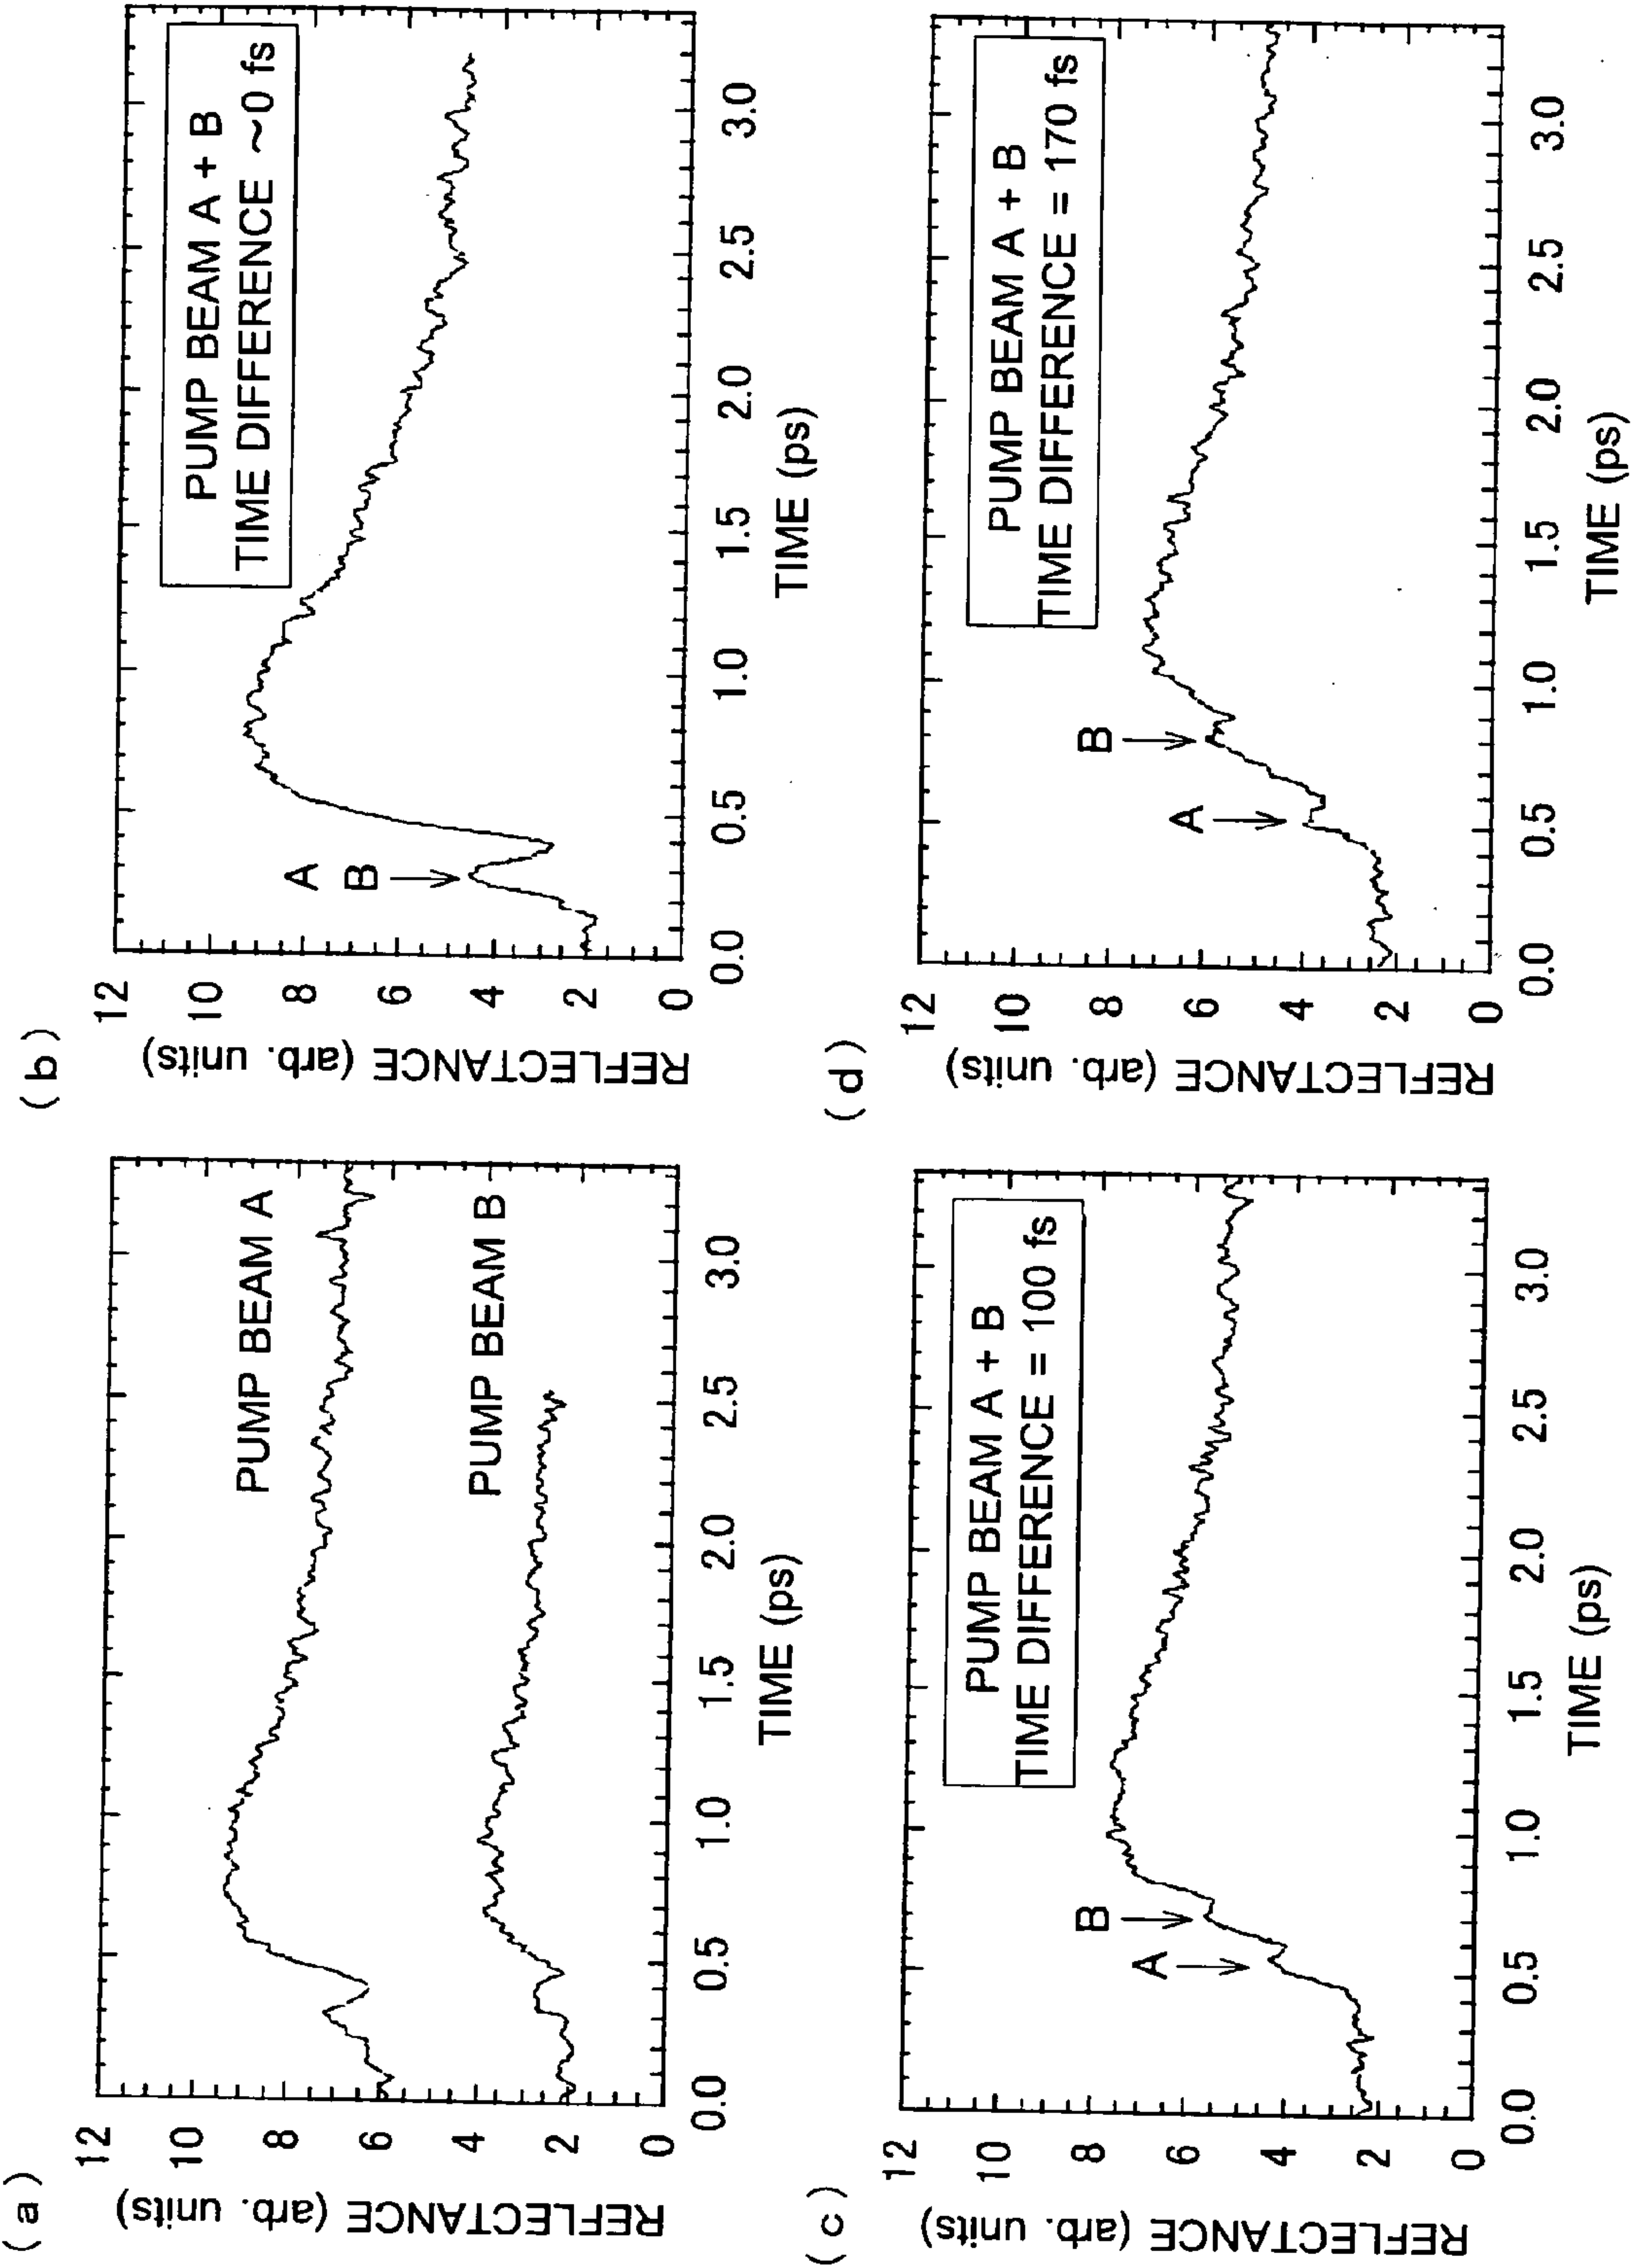 ( a )
REFLECTANCE (arb. units)
12
10
8
6
4
2
0
PUMP BEAM A
PUMP BEAM B
0.0 0.5 1.0 1.5 2.0 2.5 3.0
TIME (ps)
( b )
REFLECTANCE (arb. units)
12
10
8
6
4
2
0
PUMP BEAM A + B
TIME DIFFERENCE ~0 fs
A
B
0.0 0.5 1.0 1.5 2.0 2.5 3.0
TIME (ps)
( c )
REFLECTANCE (arb. units)
12
10
8
6
4
2
0
PUMP BEAM A + B
TIME DIFFERENCE = 100 fs
A
B
0.0 0.5 1.0 1.5 2.0 2.5 3.0
TIME (ps)
( d )
REFLECTANCE (arb. units)
12
10
8
6
4
2
0
PUMP BEAM A + B
TIME DIFFERENCE = 170 fs
A
B
0.0 0.5 1.0 1.5 2.0 2.5 3.0
TIME (ps)